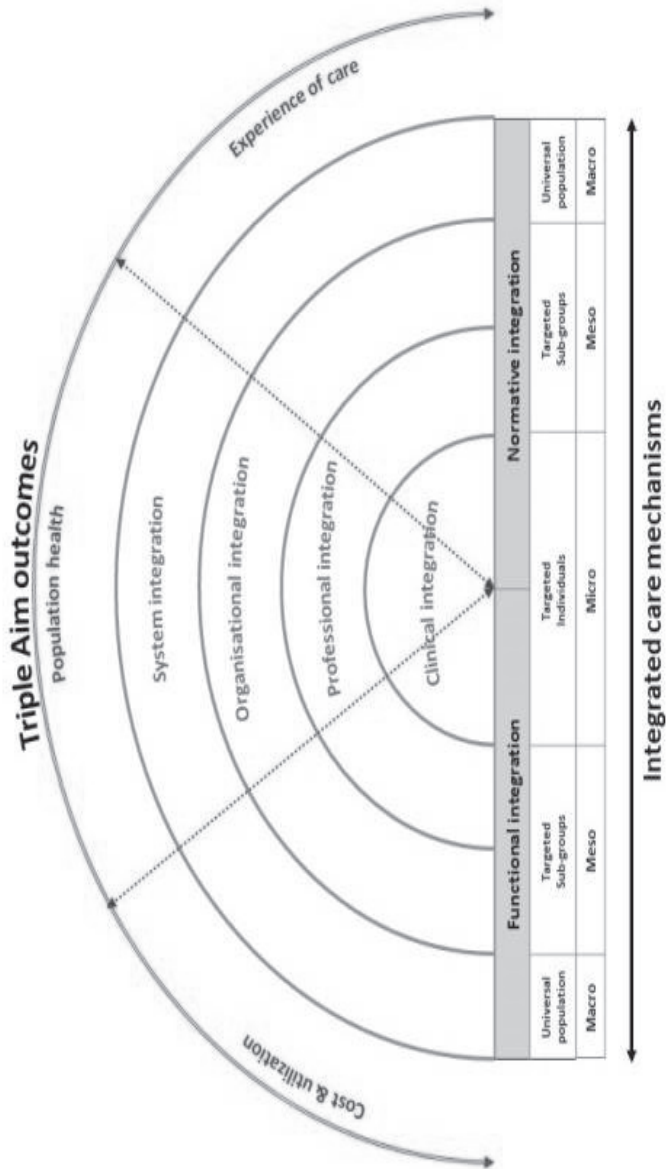 Triple Aim outcomes
Population health
Cost & utilization
Experience of care
System integration
Organisational integration
Professional integration
Clinical integration
Functional integration
Normative integration
Universal
population
Targeted
Sub-groups
Targeted
Individuals
Targeted
Sub-groups
Universal
population
Macro
Meso
Micro
Meso
Macro
Integrated care mechanisms